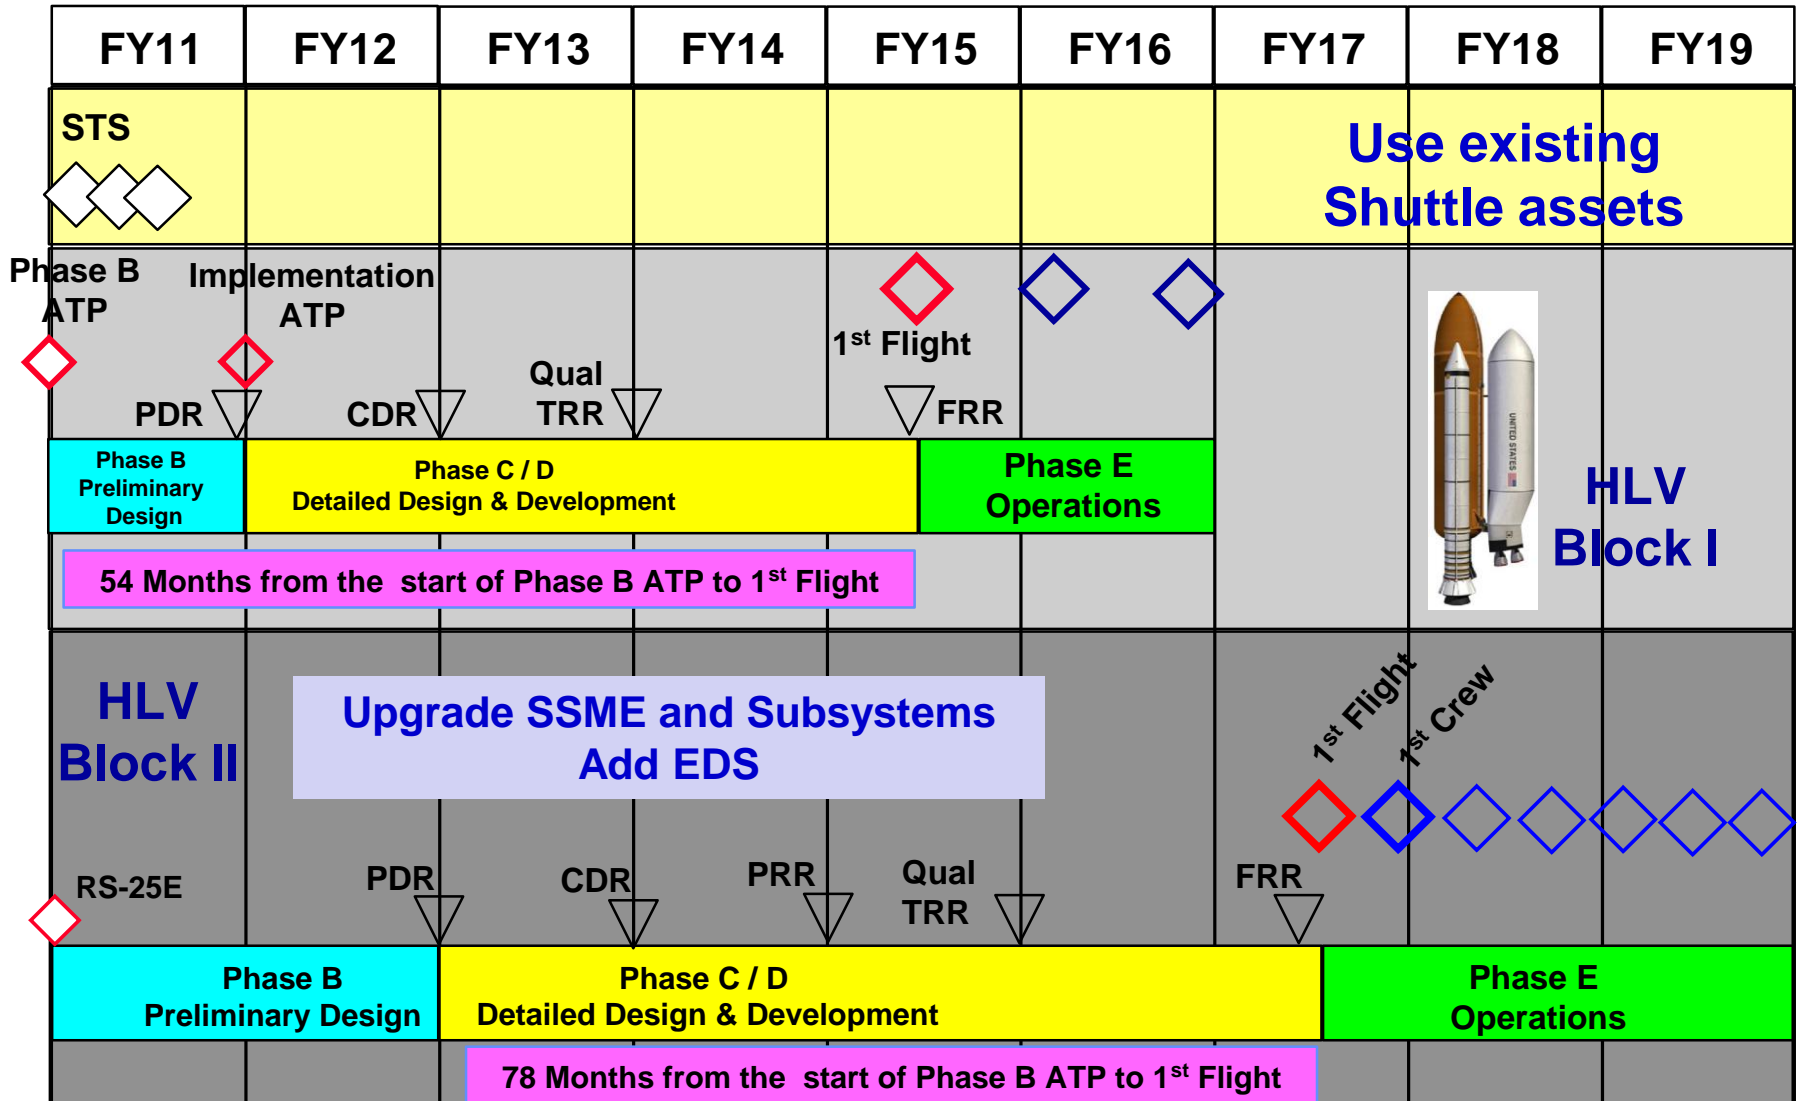 FY11 FY12 FY13 FY14 FY15 FY16 FY17 FY18 FY19
STS
Use existing
Shuttle assets
Phase B
ATP
Implementation
ATP
1st Flight
PDR
CDR
Qual
TRR
FRR
Phase B
Preliminary
Design
Phase C / D
Detailed Design & Development
Phase E
Operations
54 Months from the start of Phase B ATP to 1st Flight
UNITED STATES
HLV
Block I
HLV
Block II
Upgrade SSME and Subsystems
Add EDS
1st Flight
1st Crew
RS-25E
PDR
CDR
PRR
Qual
TRR
FRR
Phase B
Preliminary Design
Phase C / D
Detailed Design & Development
Phase E
Operations
78 Months from the start of Phase B ATP to 1st Flight